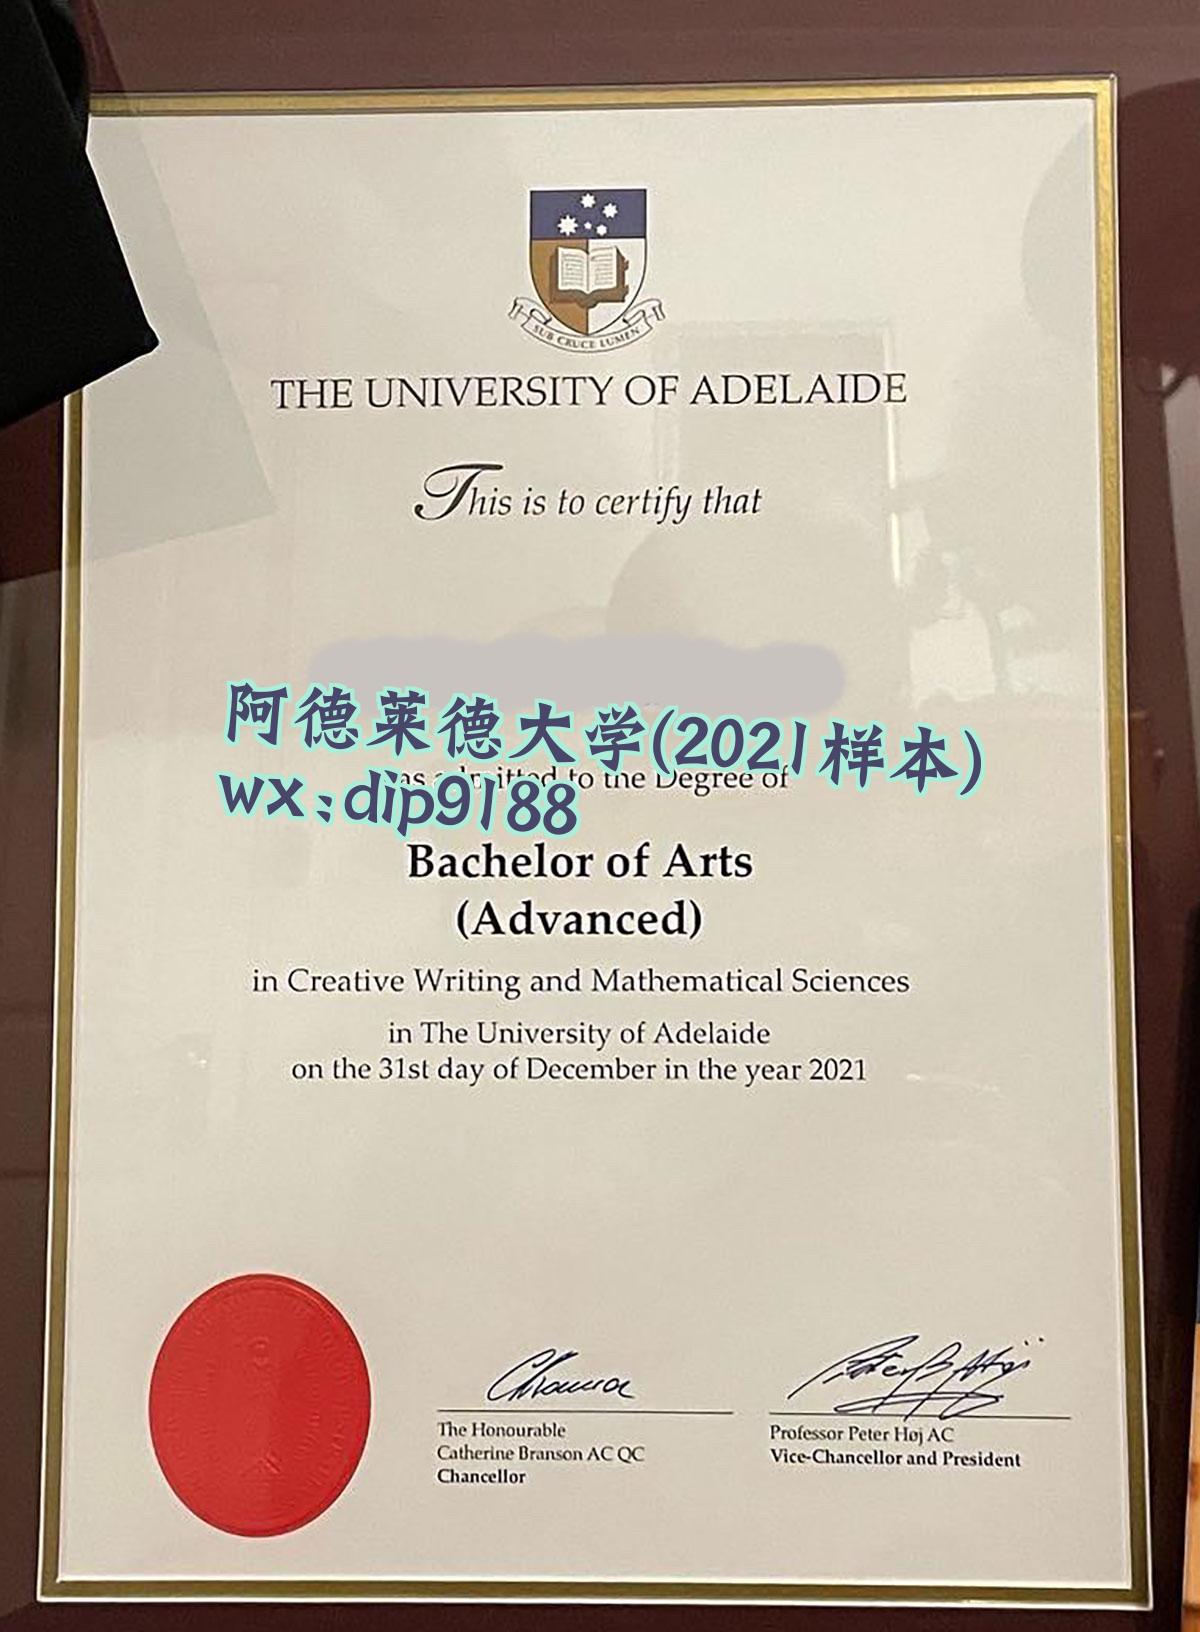 SUB CRUCE LUMEN
THE UNIVERSITY OF ADELAIDE
This is to certify that
阿德莱德大学(2021样本)
was admitted to the Degree of
wx:dip9188
Bachelor of Arts
(Advanced)
in Creative Writing and Mathematical Sciences
in The University of Adelaide
on the 31st day of December in the year 2021
The Honourable
Catherine Branson AC QC
Chancellor
Professor Peter Høj AC
Vice-Chancellor and President